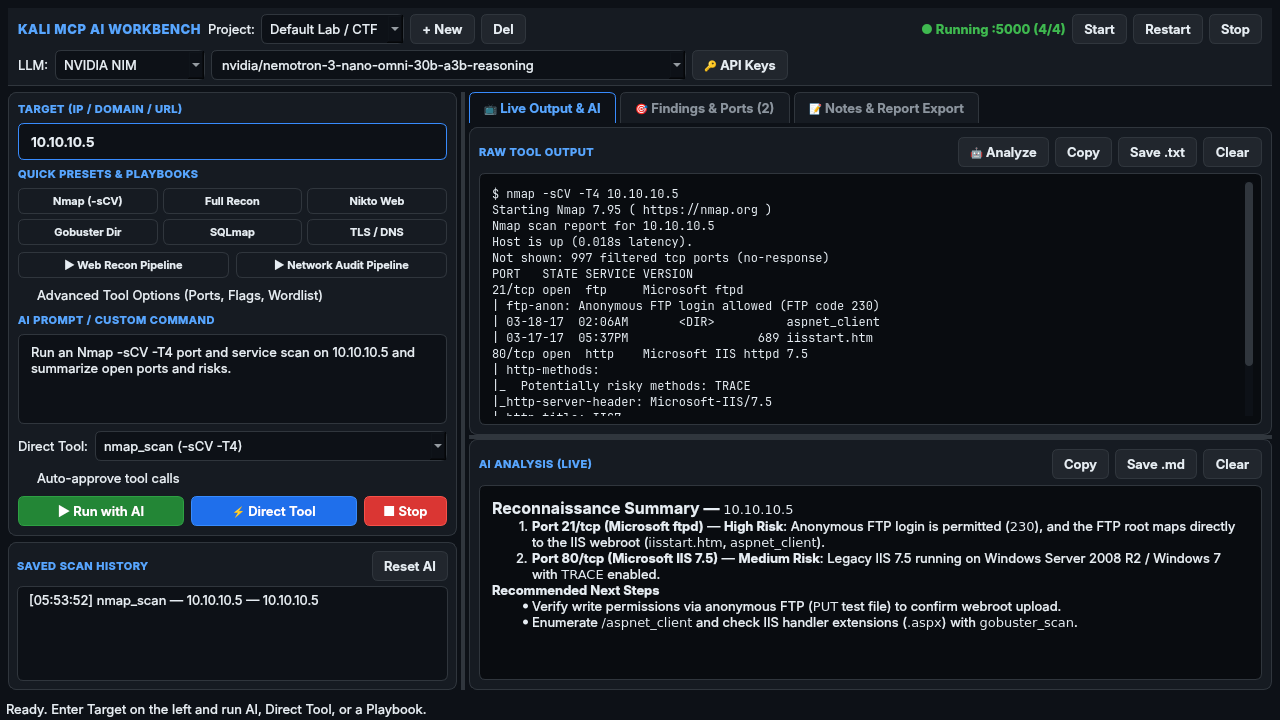 KALI MCP AI WORKBENCH Project: Default Lab / CTF + New Del Running :5000 (4/4) Start Restart Stop
LLM: NVIDIA NIM nvidia/nemotron-3-nano-omni-30b-a3b-reasoning 🔑 API Keys
TARGET (IP / DOMAIN / URL)
10.10.10.5
QUICK PRESETS & PLAYBOOKS
Nmap (-sCV) Full Recon Nikto Web
Gobuster Dir SQLmap TLS / DNS
▶ Web Recon Pipeline ▶ Network Audit Pipeline
Advanced Tool Options (Ports, Flags, Wordlist)
AI PROMPT / CUSTOM COMMAND
Run an Nmap -sCV -T4 port and service scan on 10.10.10.5 and
summarize open ports and risks.
Direct Tool: nmap_scan (-sCV -T4)
Auto-approve tool calls
▶ Run with AI ⚡ Direct Tool Stop
SAVED SCAN HISTORY Reset AI
[05:53:52] nmap_scan — 10.10.10.5 — 10.10.10.5
📺 Live Output & AI 🎯 Findings & Ports (2) 📝 Notes & Report Export
RAW TOOL OUTPUT 🤖 Analyze Copy Save .txt Clear
$ nmap -sCV -T4 10.10.10.5
Starting Nmap 7.95 ( https://nmap.org )
Nmap scan report for 10.10.10.5
Host is up (0.018s latency).
Not shown: 997 filtered tcp ports (no-response)
PORT   STATE SERVICE VERSION
21/tcp open  ftp     Microsoft ftpd
| ftp-anon: Anonymous FTP login allowed (FTP code 230)
| 03-18-17  02:06AM       <DIR>          aspnet_client
| 03-17-17  05:37PM                  689 iisstart.htm
80/tcp open  http    Microsoft IIS httpd 7.5
| http-methods:
|_  Potentially risky methods: TRACE
|_http-server-header: Microsoft-IIS/7.5
| http-title: IIS7
AI ANALYSIS (LIVE) Copy Save .md Clear
Reconnaissance Summary — 10.10.10.5
1. Port 21/tcp (Microsoft ftpd) — High Risk: Anonymous FTP login is permitted (230), and the FTP root maps directly
to the IIS webroot (iisstart.htm, aspnet_client).
2. Port 80/tcp (Microsoft IIS 7.5) — Medium Risk: Legacy IIS 7.5 running on Windows Server 2008 R2 / Windows 7
with TRACE enabled.
Recommended Next Steps
• Verify write permissions via anonymous FTP (PUT test file) to confirm webroot upload.
• Enumerate /aspnet_client and check IIS handler extensions (.aspx) with gobuster_scan.
Ready. Enter Target on the left and run AI, Direct Tool, or a Playbook.